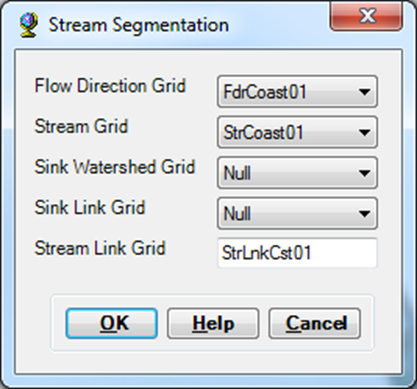 Stream Segmentation
Flow Direction Grid FdrCoast01
Stream Grid StrCoast01
Sink Watershed Grid Null
Sink Link Grid Null
Stream Link Grid StrLnkCst01
OK Help Cancel